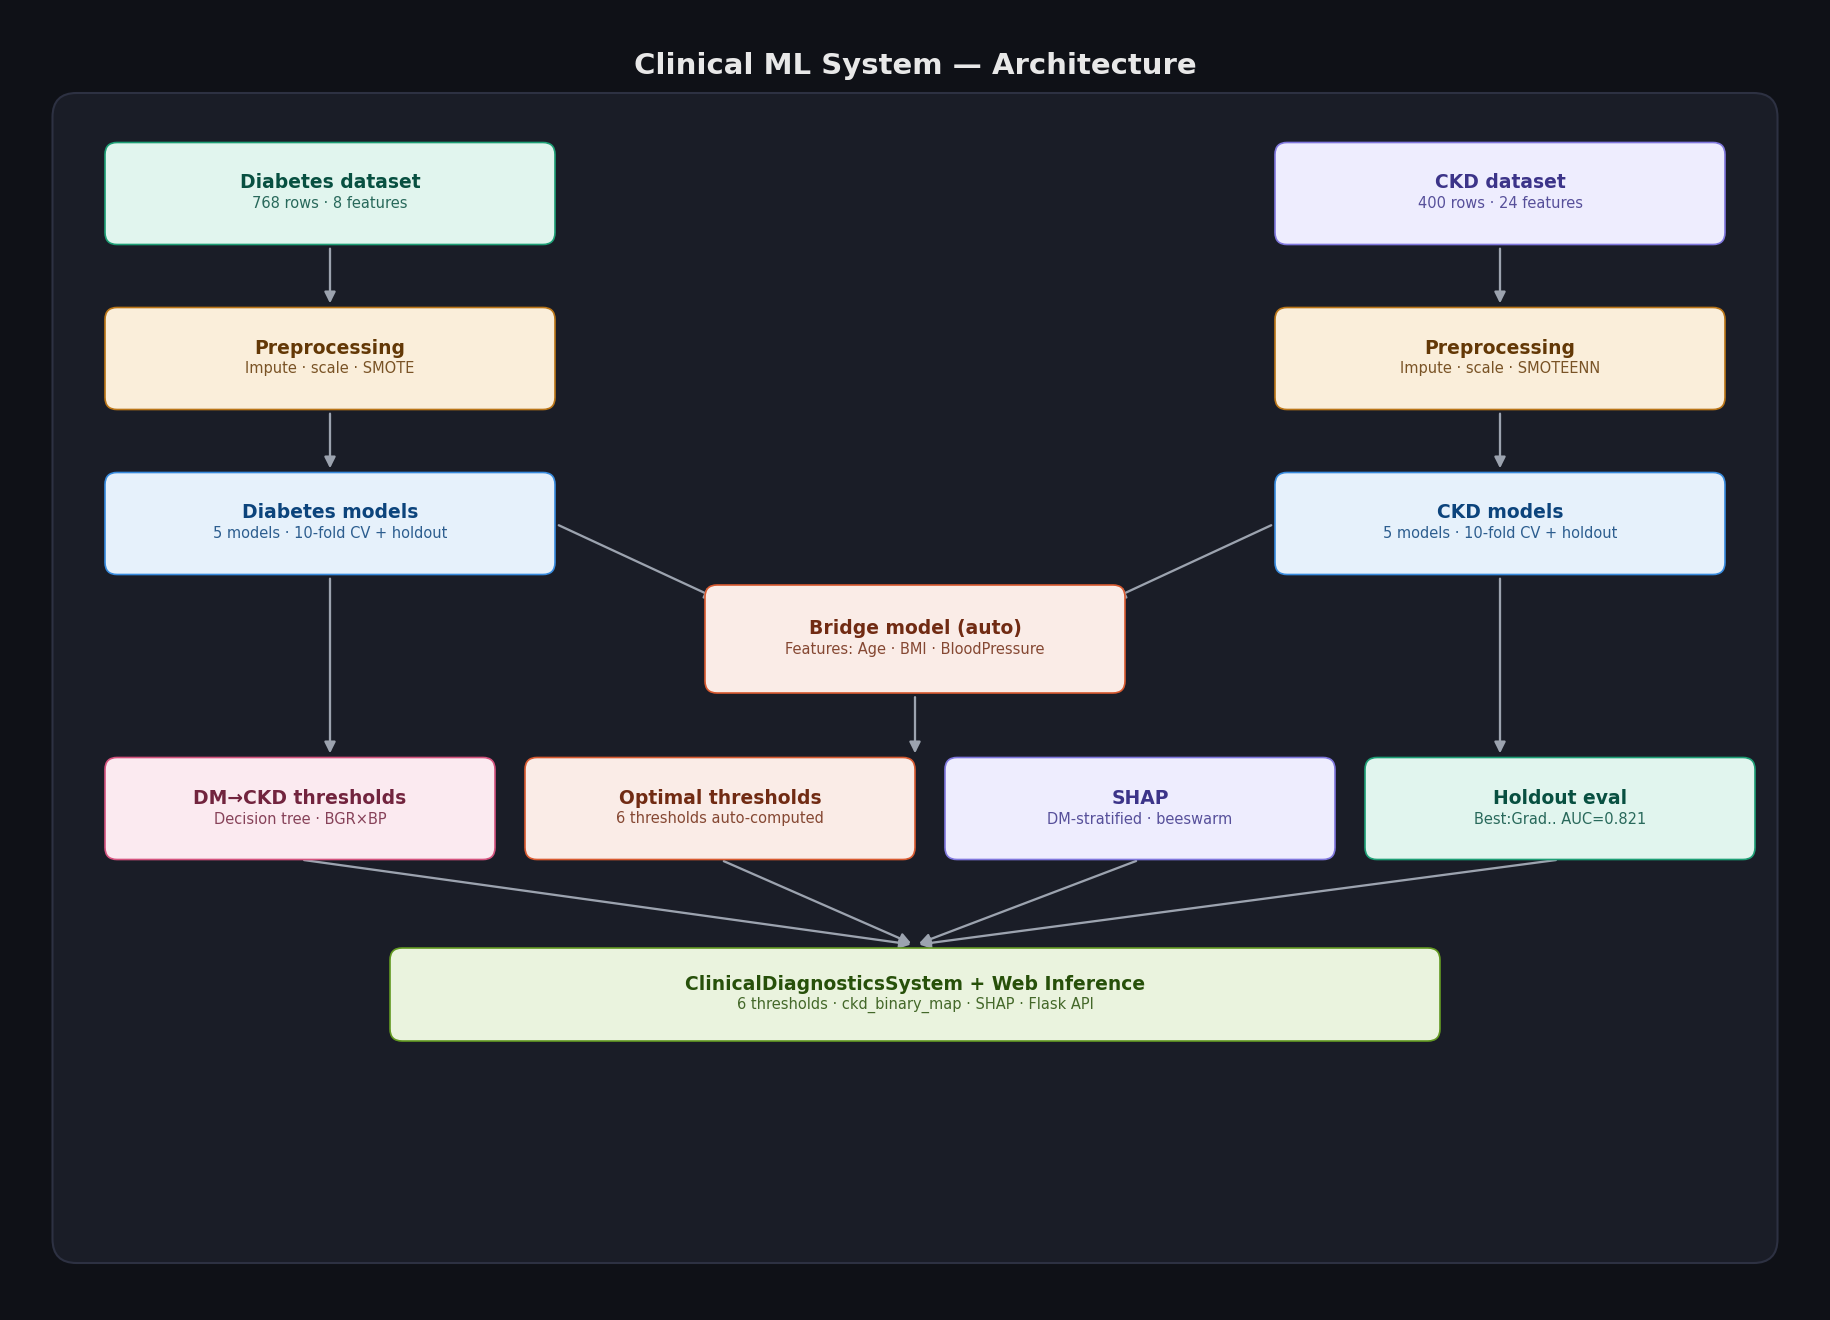 Clinical ML System — Architecture
Diabetes dataset
768 rows · 8 features
CKD dataset
400 rows · 24 features
Preprocessing
Impute · scale · SMOTE
Preprocessing
Impute · scale · SMOTEENN
Diabetes models
5 models · 10-fold CV + holdout
CKD models
5 models · 10-fold CV + holdout
Bridge model (auto)
Features: Age · BMI · BloodPressure
DM→CKD thresholds
Decision tree · BGR×BP
Optimal thresholds
6 thresholds auto-computed
SHAP
DM-stratified · beeswarm
Holdout eval
Best:Grad.. AUC=0.821
ClinicalDiagnosticsSystem + Web Inference
6 thresholds · ckd_binary_map · SHAP · Flask API